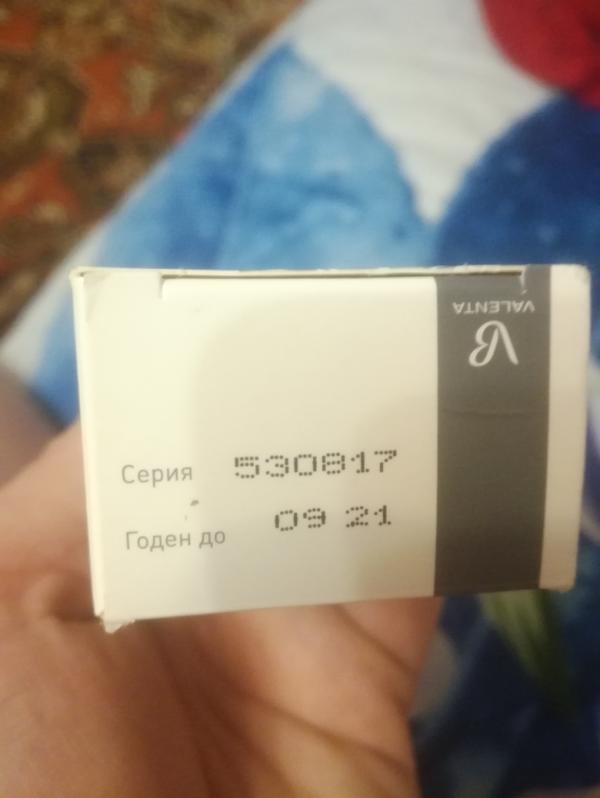 VALENTA
Серия 530817
Годен до 09 21